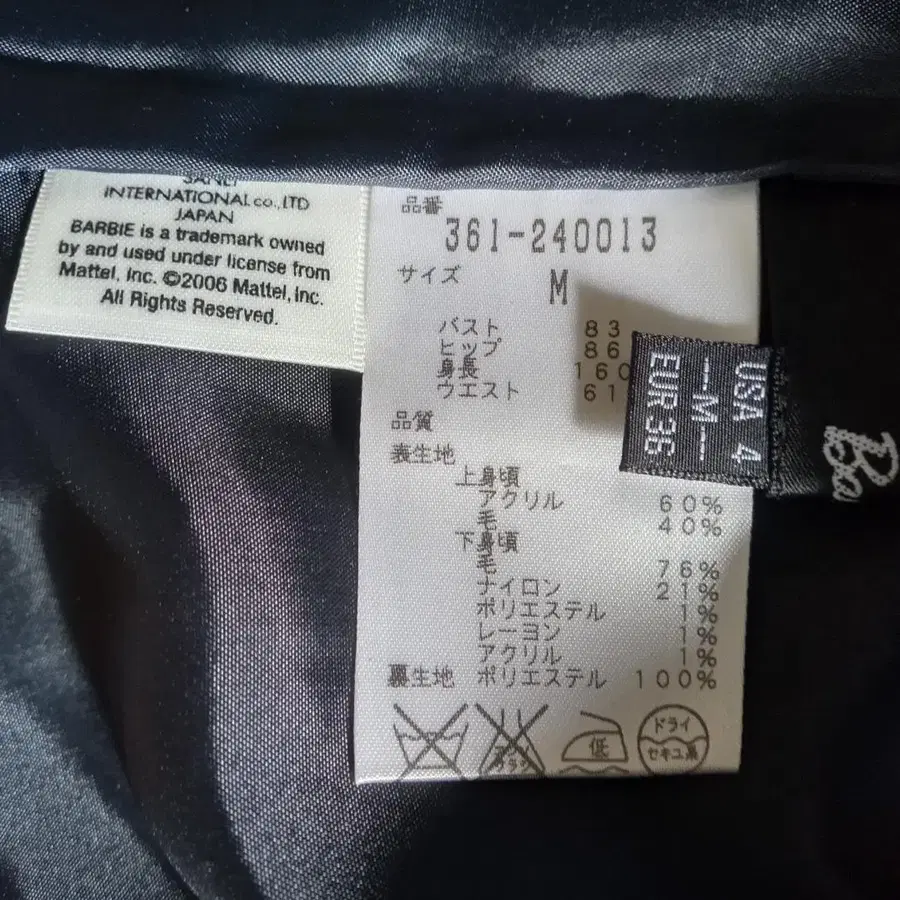 SANEI
INTERNATIONAL CO.,LTD
JAPAN
BARBIE is a trademark owned
by and used under license from
Mattel, Inc. ©2006 Mattel, Inc.
All Rights Reserved.
品番
361-240013
サイズ
M
バスト 83
ヒップ 86
身長 160
ウエスト 61
品質
表生地
上身頃
アクリル 60%
毛 40%
下身頃
毛 76%
ナイロン 21%
ポリエステル 1%
レーヨン 1%
アクリル 1%
裏生地 ポリエステル 100%
低
ドライ
セキユ系
USA 4
—M—
EUR 36